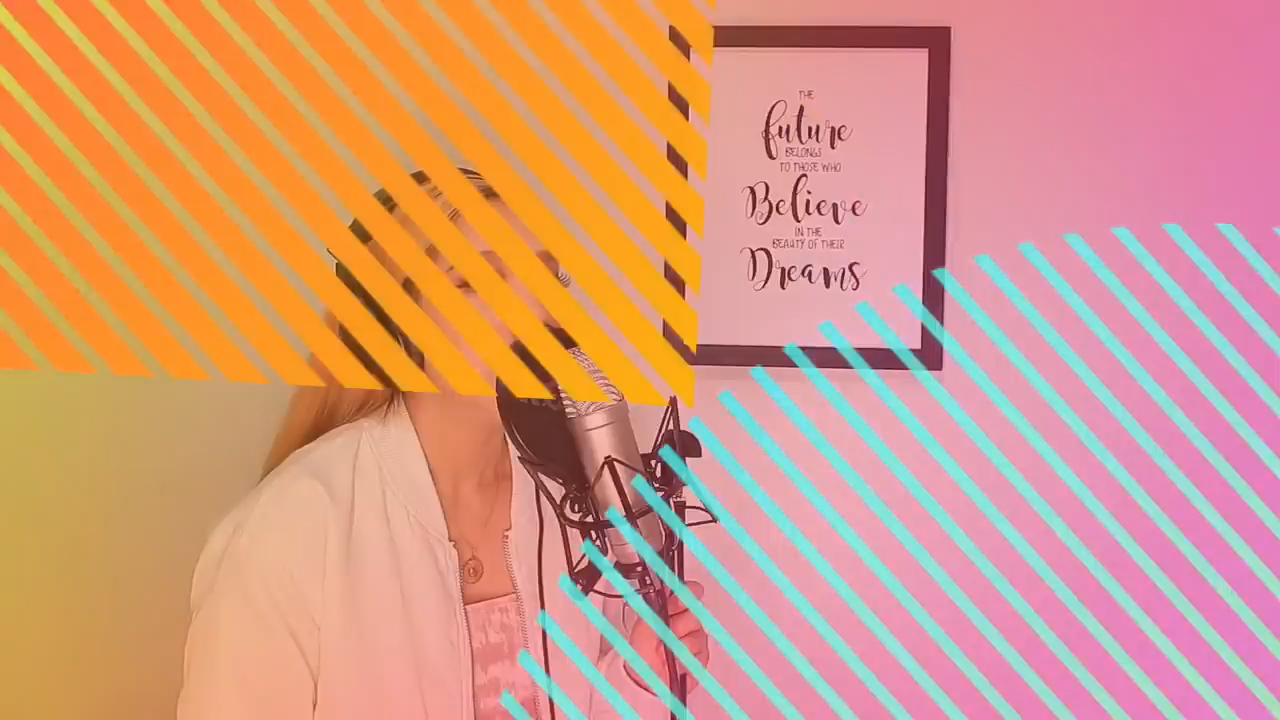 THE
future
BELONGS
TO THOSE WHO
Believe
IN THE
BEAUTY OF THEIR
Dreams